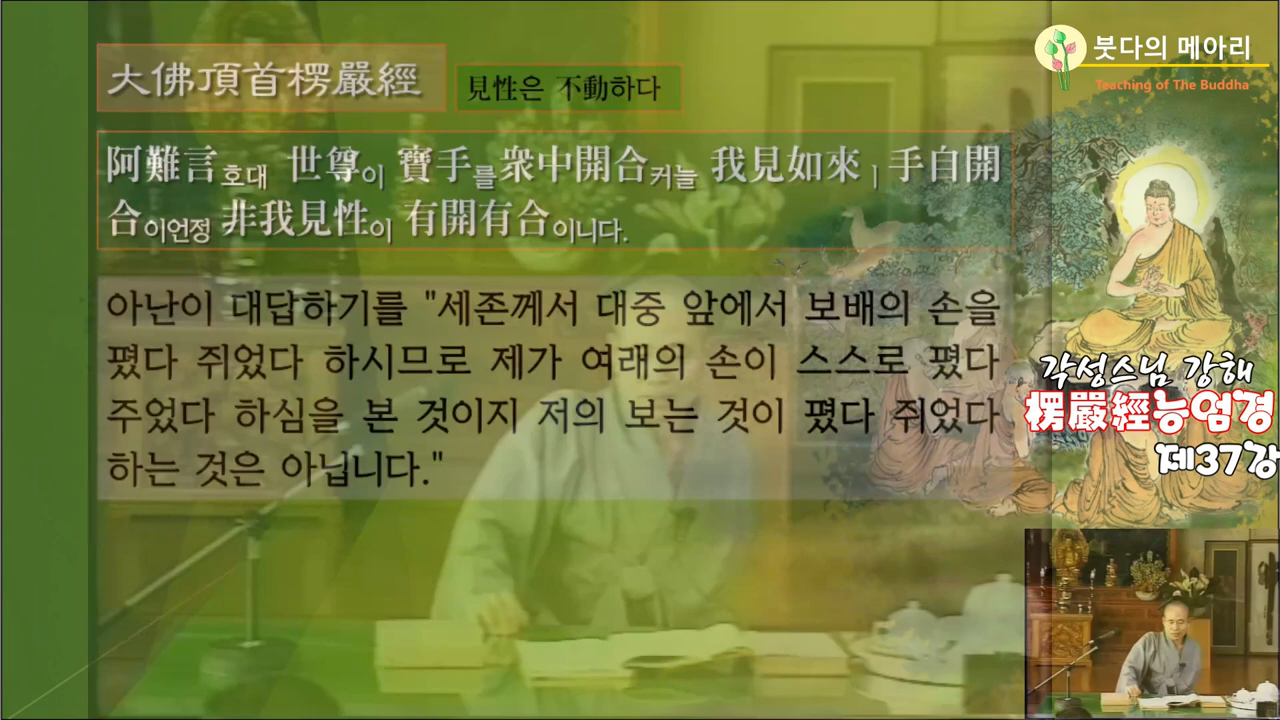 大佛頂首楞嚴經
見性은 不動하다
阿難言호대 世尊이 寶手를衆中開合커늘 我見如來ㅣ手自開
合이언정 非我見性이 有開有合이니다.
아난이 대답하기를 "세존께서 대중 앞에서 보배의 손을
폈다 쥐었다 하시므로 제가 여래의 손이 스스로 폈다
주었다 하심을 본 것이지 저의 보는 것이 폈다 쥐었다
하는 것은 아닙니다."
붓다의 메아리
Teaching of The Buddha
각성스님 강해
楞嚴經능엄경
제37강